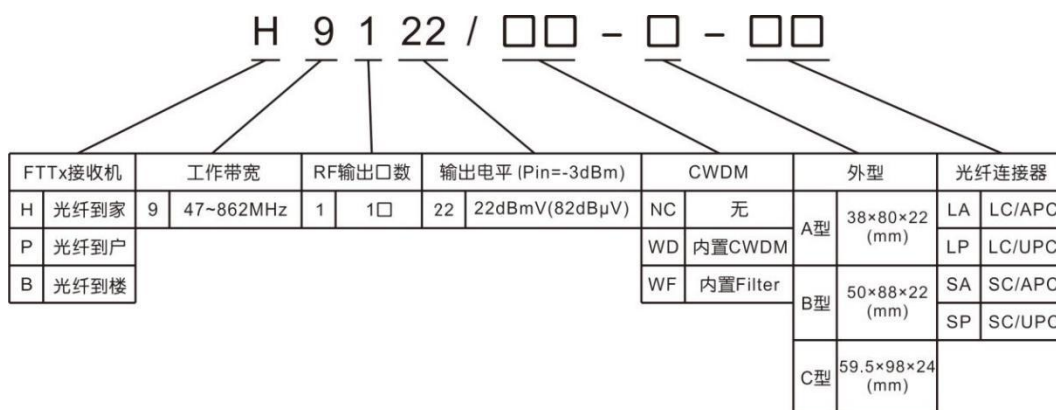 H 9 1 22 / □□ – □ – □□
FTTx接收机 工作带宽 RF输出口数 输出电平 (Pin=-3dBm) CWDM 外型 光纤连接器
H 光纤到家 9 47~862MHz 1 1口 22 22dBmV(82dBμV) NC 无 A型 38×80×22 (mm) LA LC/APC
P 光纤到户 WD 内置CWDM LP LC/UPC
B 光纤到楼 WF 内置Filter B型 50×88×22 (mm) SA SC/APC
SP SC/UPC
C型 59.5×98×24 (mm)